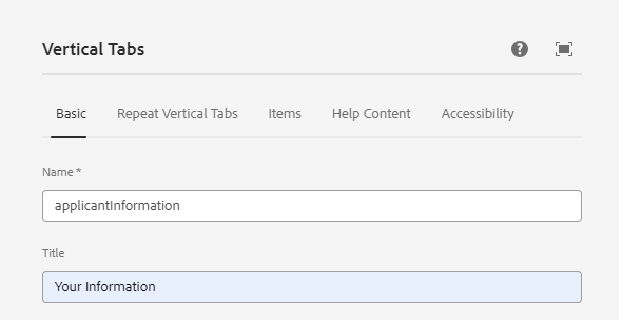 Vertical Tabs
Basic Repeat Vertical Tabs Items Help Content Accessibility
Name *
applicantInformation
Title
Your Information